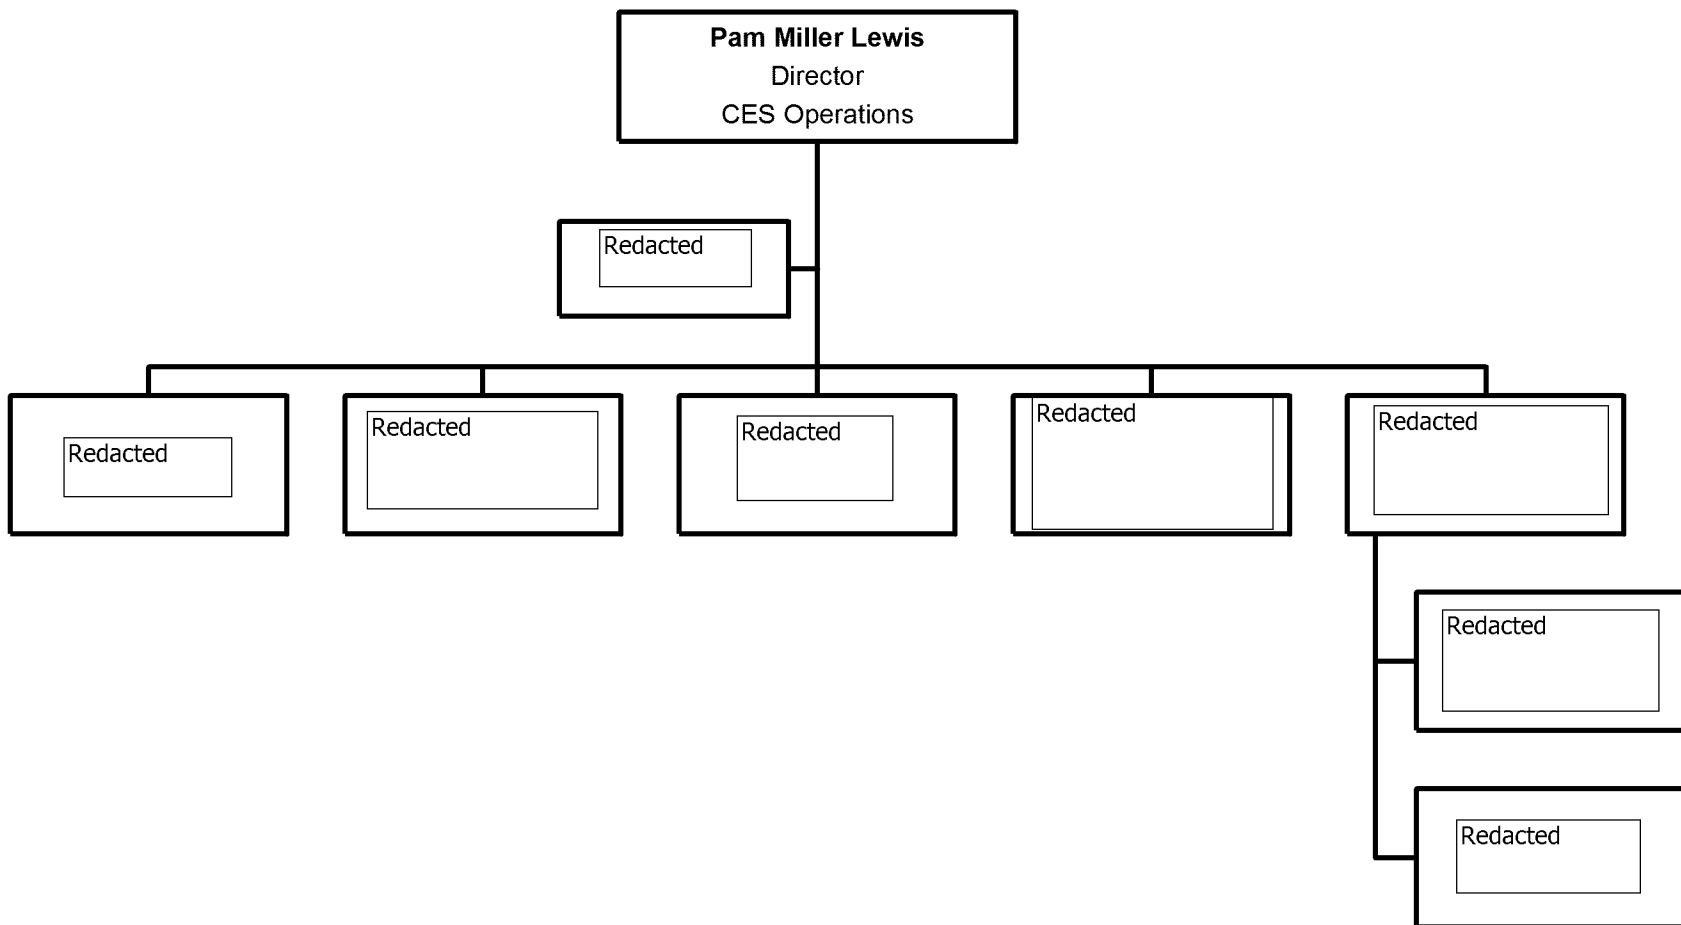 Pam Miller Lewis
Director
CES Operations
Redacted
Redacted
Redacted
Redacted
Redacted
Redacted
Redacted
Redacted